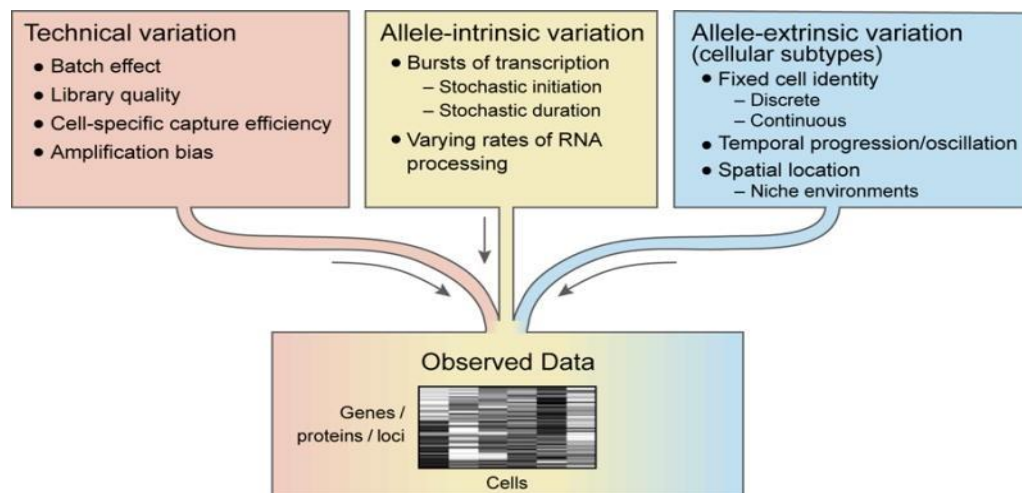 Technical variation
● Batch effect
● Library quality
● Cell-specific capture efficiency
● Amplification bias
Allele-intrinsic variation
● Bursts of transcription
– Stochastic initiation
– Stochastic duration
● Varying rates of RNA
processing
Allele-extrinsic variation
(cellular subtypes)
● Fixed cell identity
– Discrete
– Continuous
● Temporal progression/oscillation
● Spatial location
– Niche environments
Observed Data
Genes /
proteins / loci
Cells